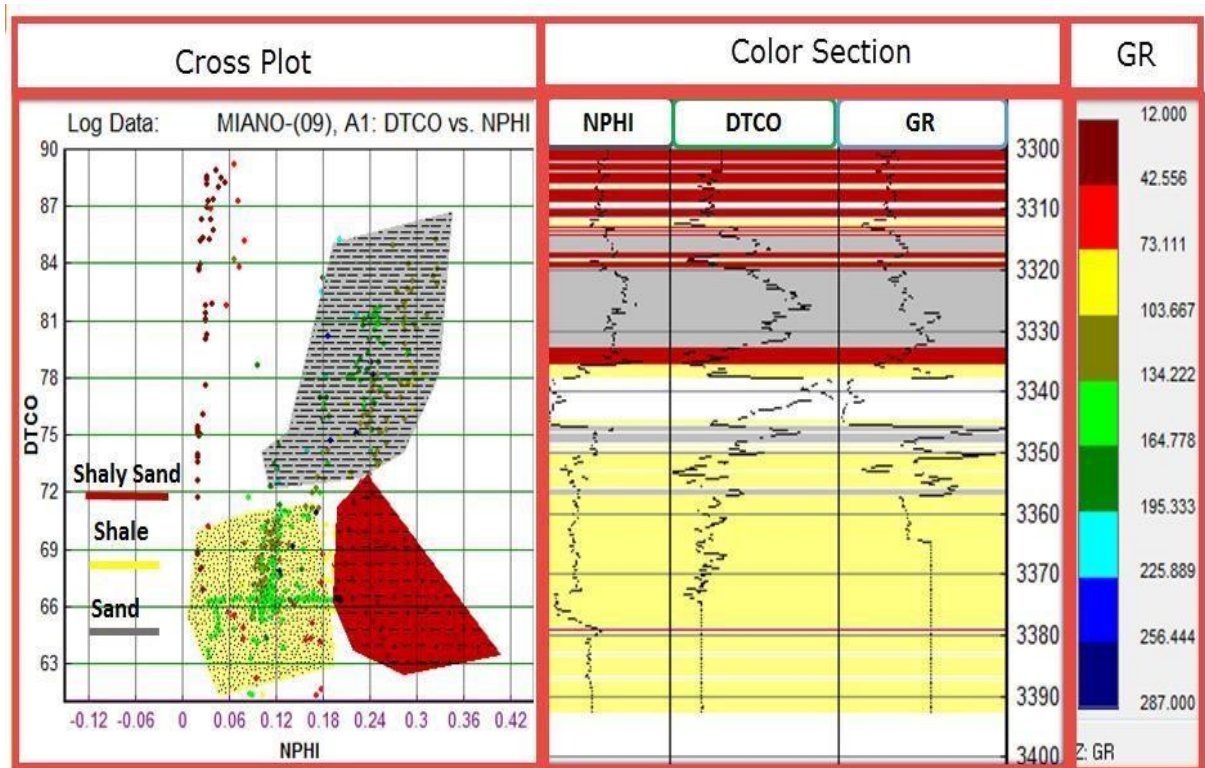 Cross Plot
Color Section
GR
Log Data: MIANO-(09), A1: DTCO vs. NPHI
90
87
84
81
78
75
72
69
66
63
DTCO
Shaly Sand
Shale
Sand
-0.12 -0.06 0 0.06 0.12 0.18 0.24 0.3 0.36 0.42
NPHI
NPHI DTCO GR
3300
3310
3320
3330
3340
3350
3360
3370
3380
3390
3400
12.000
42.556
73.111
103.667
134.222
164.778
195.333
225.889
256.444
287.000
Z: GR